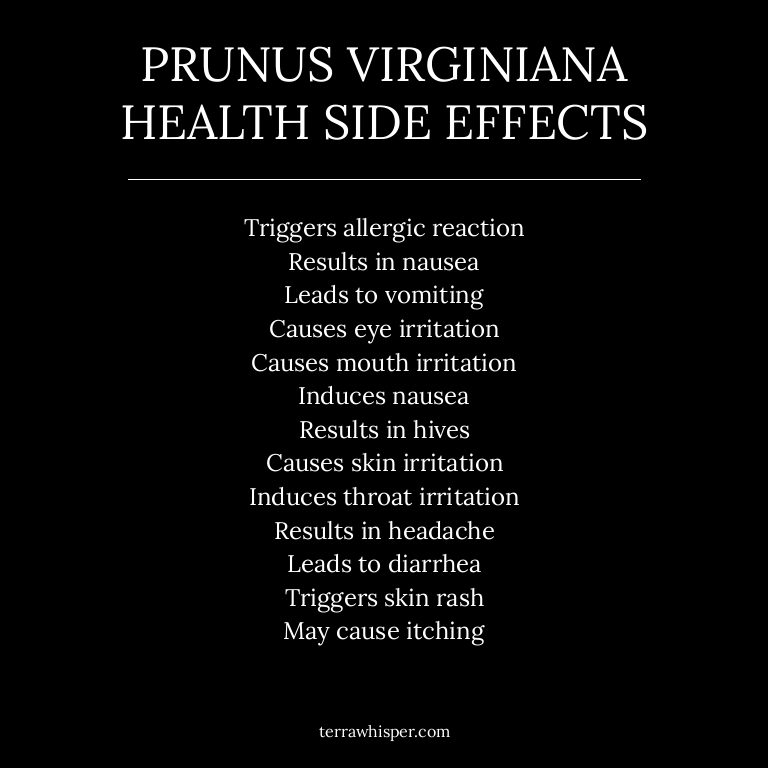 PRUNUS VIRGINIANA
HEALTH SIDE EFFECTS
Triggers allergic reaction
Results in nausea
Leads to vomiting
Causes eye irritation
Causes mouth irritation
Induces nausea
Results in hives
Causes skin irritation
Induces throat irritation
Results in headache
Leads to diarrhea
Triggers skin rash
May cause itching
terrawhisper.com